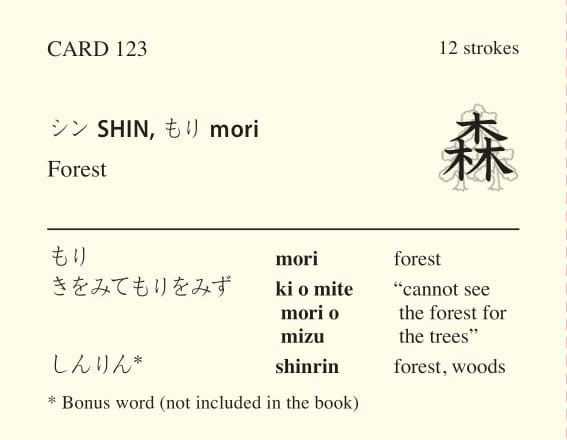 CARD 123 12 strokes
シン SHIN, もり mori
森
Forest
もり mori forest
きをみてもりをみず ki o mite “cannot see
mori o the forest for
mizu the trees”
しんりん* shinrin forest, woods
* Bonus word (not included in the book)